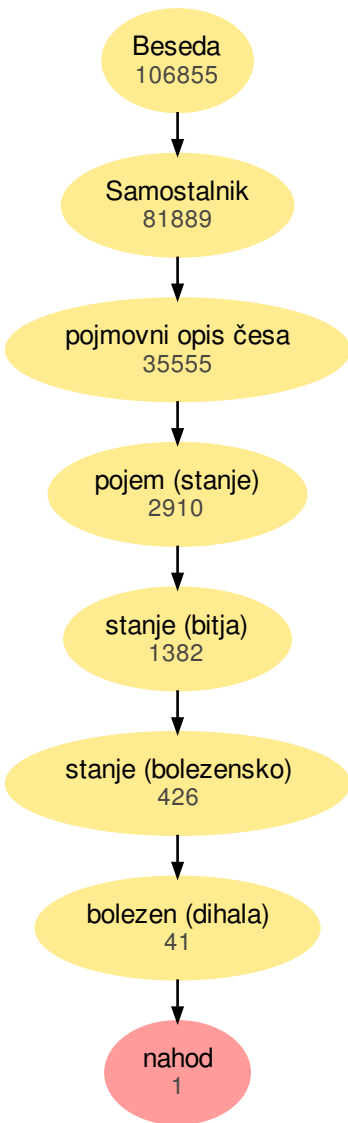 Beseda
106855
Samostalnik
81889
pojmovni opis česa
35555
pojem (stanje)
2910
stanje (bitja)
1382
stanje (bolezensko)
426
bolezen (dihala)
41
nahod
1